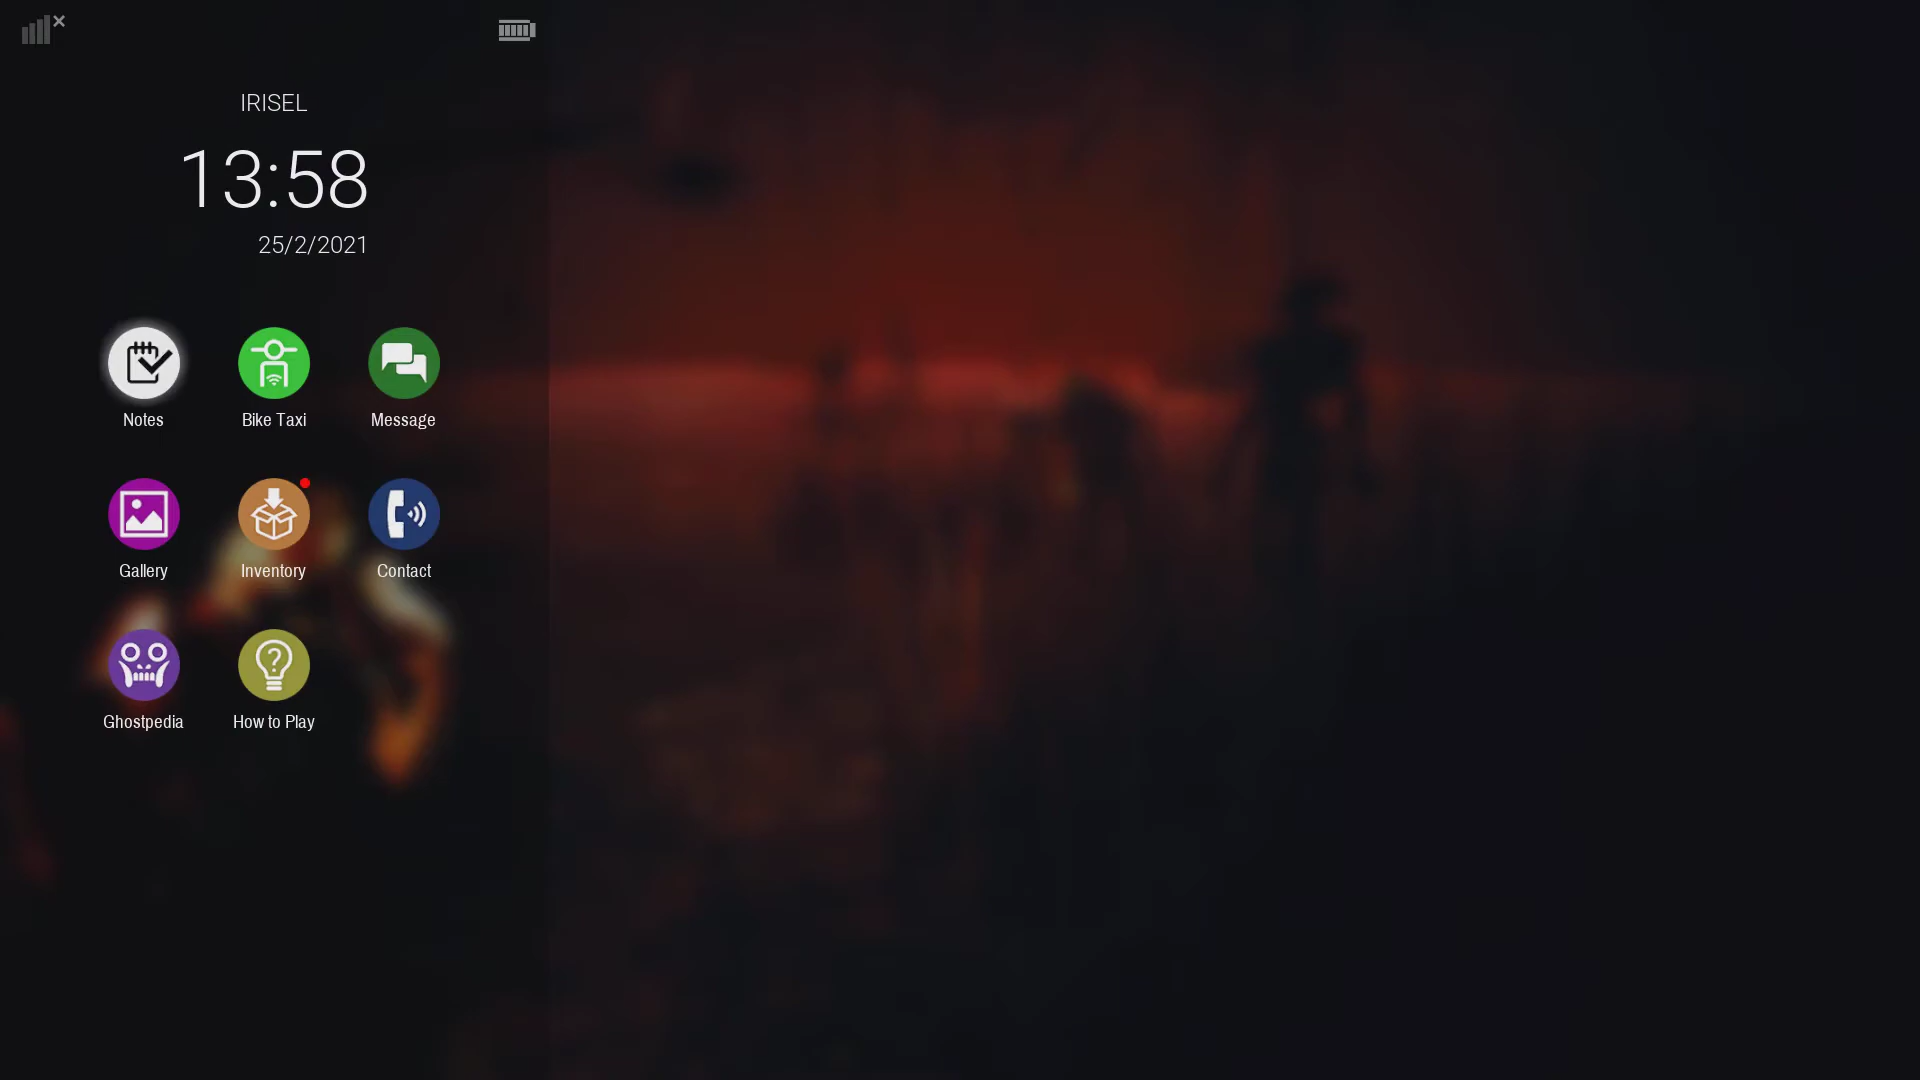 IRISEL
13:58
25/2/2021
Notes
Bike Taxi
Message
Gallery
Inventory
Contact
Ghostpedia
How to Play